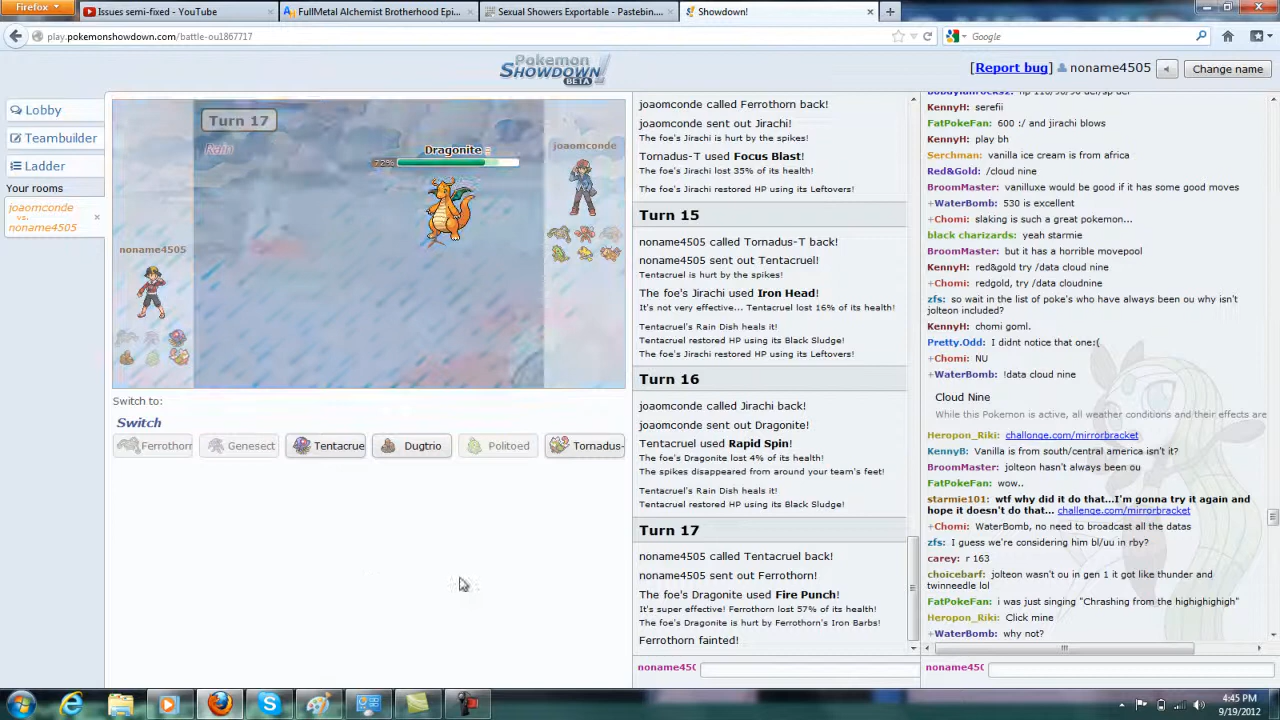 Firefox
Issues semi-fixed - YouTube
FullMetal Alchemist Brotherhood Epi...
Sexual Showers Exportable - Pastebin....
Showdown!
play.pokemonshowdown.com/battle-ou1867717
Google
Pokemon
SHOWDOWN!
BETA
[Report bug]
noname4505
Change name
Lobby
Teambuilder
Ladder
Your rooms
joaomconde
vs.
noname4505
Turn 17
Rain
Dragonite
72%
joaomconde
noname4505
Switch to:
Switch
Ferrothorn
Genesect
Tentacrue
Dugtrio
Politoed
Tornadus-
joaomconde called Ferrothorn back!
joaomconde sent out Jirachi!
The foe's Jirachi is hurt by the spikes!
Tornadus-T used Focus Blast!
The foe's Jirachi lost 35% of its health!
The foe's Jirachi restored HP using its Leftovers!
Turn 15
noname4505 called Tornadus-T back!
noname4505 sent out Tentacruel!
Tentacruel is hurt by the spikes!
The foe's Jirachi used Iron Head!
It's not very effective... Tentacruel lost 16% of its health!
Tentacruel's Rain Dish heals it!
Tentacruel restored HP using its Black Sludge!
The foe's Jirachi restored HP using its Leftovers!
Turn 16
joaomconde called Jirachi back!
joaomconde sent out Dragonite!
Tentacruel used Rapid Spin!
The foe's Dragonite lost 4% of its health!
The spikes disappeared from around your team's feet!
Tentacruel's Rain Dish heals it!
Tentacruel restored HP using its Black Sludge!
Turn 17
noname4505 called Tentacruel back!
noname4505 sent out Ferrothorn!
The foe's Dragonite used Fire Punch!
It's super effective! Ferrothorn lost 57% of its health!
The foe's Dragonite is hurt by Ferrothorn's Iron Barbs!
Ferrothorn fainted!
noname450
KennyH: serefii
FatPokeFan: 600 :/ and jirachi blows
KennyH: play bh
Serchman: vanilla ice cream is from africa
Red&Gold: /cloud nine
BroomMaster: vanilluxe would be good if it has some good moves
+WaterBomb: 530 is excellent
+Chomi: slaking is such a great pokemon...
black charizards: yeah starmie
BroomMaster: but it has a horrible movepool
KennyH: red&gold try /data cloud nine
+Chomi: redgold, try /data cloudnine
zfs: so wait in the list of poke's who have always been ou why isn't
jolteon included?
KennyH: chomi goml.
Pretty.Odd: I didnt notice that one:(
+Chomi: NU
+WaterBomb: !data cloud nine
Cloud Nine
While this Pokemon is active, all weather conditions and their effects are
Heropon_Riki: challonge.com/mirrorbracket
KennyB: Vanilla is from south/central america isn't it?
BroomMaster: jolteon hasn't always been ou
FatPokeFan: wow..
starmie101: wtf why did it do that...I'm gonna try it again and
hope it doesn't do that... challonge.com/mirrorbracket
+Chomi: WaterBomb, no need to broadcast all the datas
zfs: I guess we're considering him bl/uu in rby?
carey: r 163
choicebarf: jolteon wasn't ou in gen 1 it got like thunder and
twinneedle lol
FatPokeFan: i was just singing "Chrashing from the highighighigh"
Heropon_Riki: Click mine
+WaterBomb: why not?
noname450
4:45 PM
9/19/2012